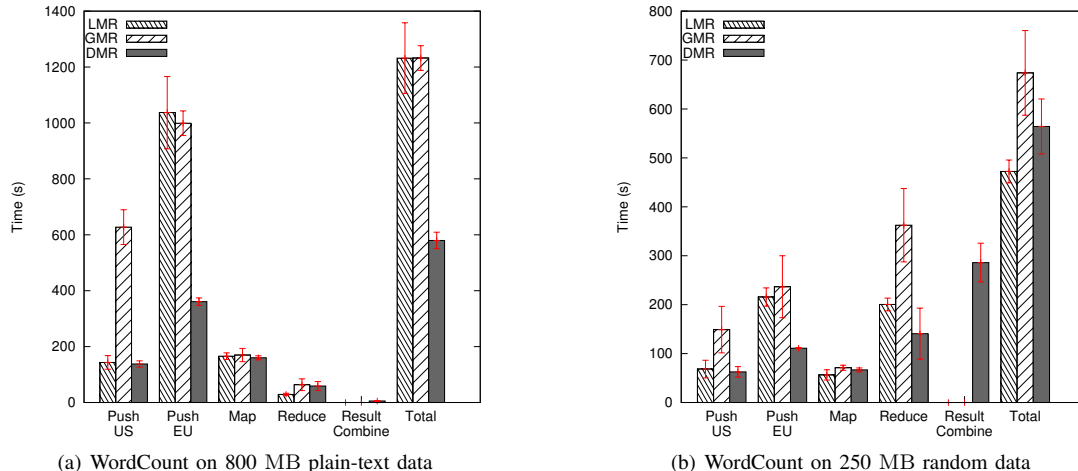 1400
1200
1000
800
600
400
200
0
Time (s)
LMR
GMR
DMR
Push US
Push EU
Map
Reduce
Result Combine
Total
(a) WordCount on 800 MB plain-text data
800
700
600
500
400
300
200
100
0
Time (s)
LMR
GMR
DMR
Push US
Push EU
Map
Reduce
Result Combine
Total
(b) WordCount on 250 MB random data